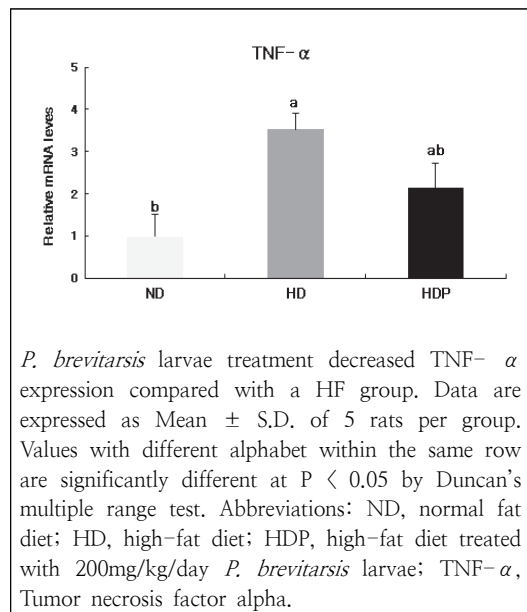 TNF- α
Relative mRNA leves
5
4
3
2
1
0
b
a
ab
ND HD HDP
P. brevitarsis larvae treatment decreased TNF- α
expression compared with a HF group. Data are
expressed as Mean ± S.D. of 5 rats per group.
Values with different alphabet within the same row
are significantly different at P < 0.05 by Duncan's
multiple range test. Abbreviations: ND, normal fat
diet; HD, high-fat diet; HDP, high-fat diet treated
with 200mg/kg/day P. brevitarsis larvae; TNF-α,
Tumor necrosis factor alpha.